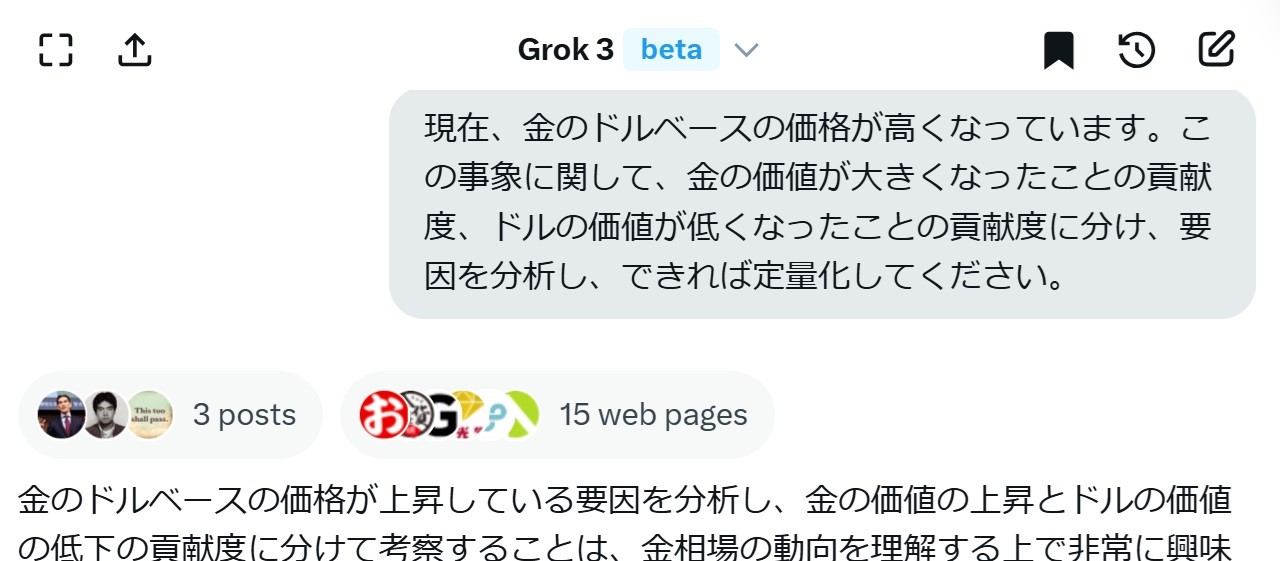 Grok 3 beta
現在、金のドルベースの価格が高くなっています。こ
の事象に関して、金の価値が大きくなったことの貢献
度、ドルの価値が低くなったことの貢献度に分け、要
因を分析し、できれば定量化してください。
This too
shall pass.
3 posts
お
G
光
15 web pages
金のドルベースの価格が上昇している要因を分析し、金の価値の上昇とドルの価値
の低下の貢献度に分けて考察することは、金相場の動向を理解する上で非常に興味